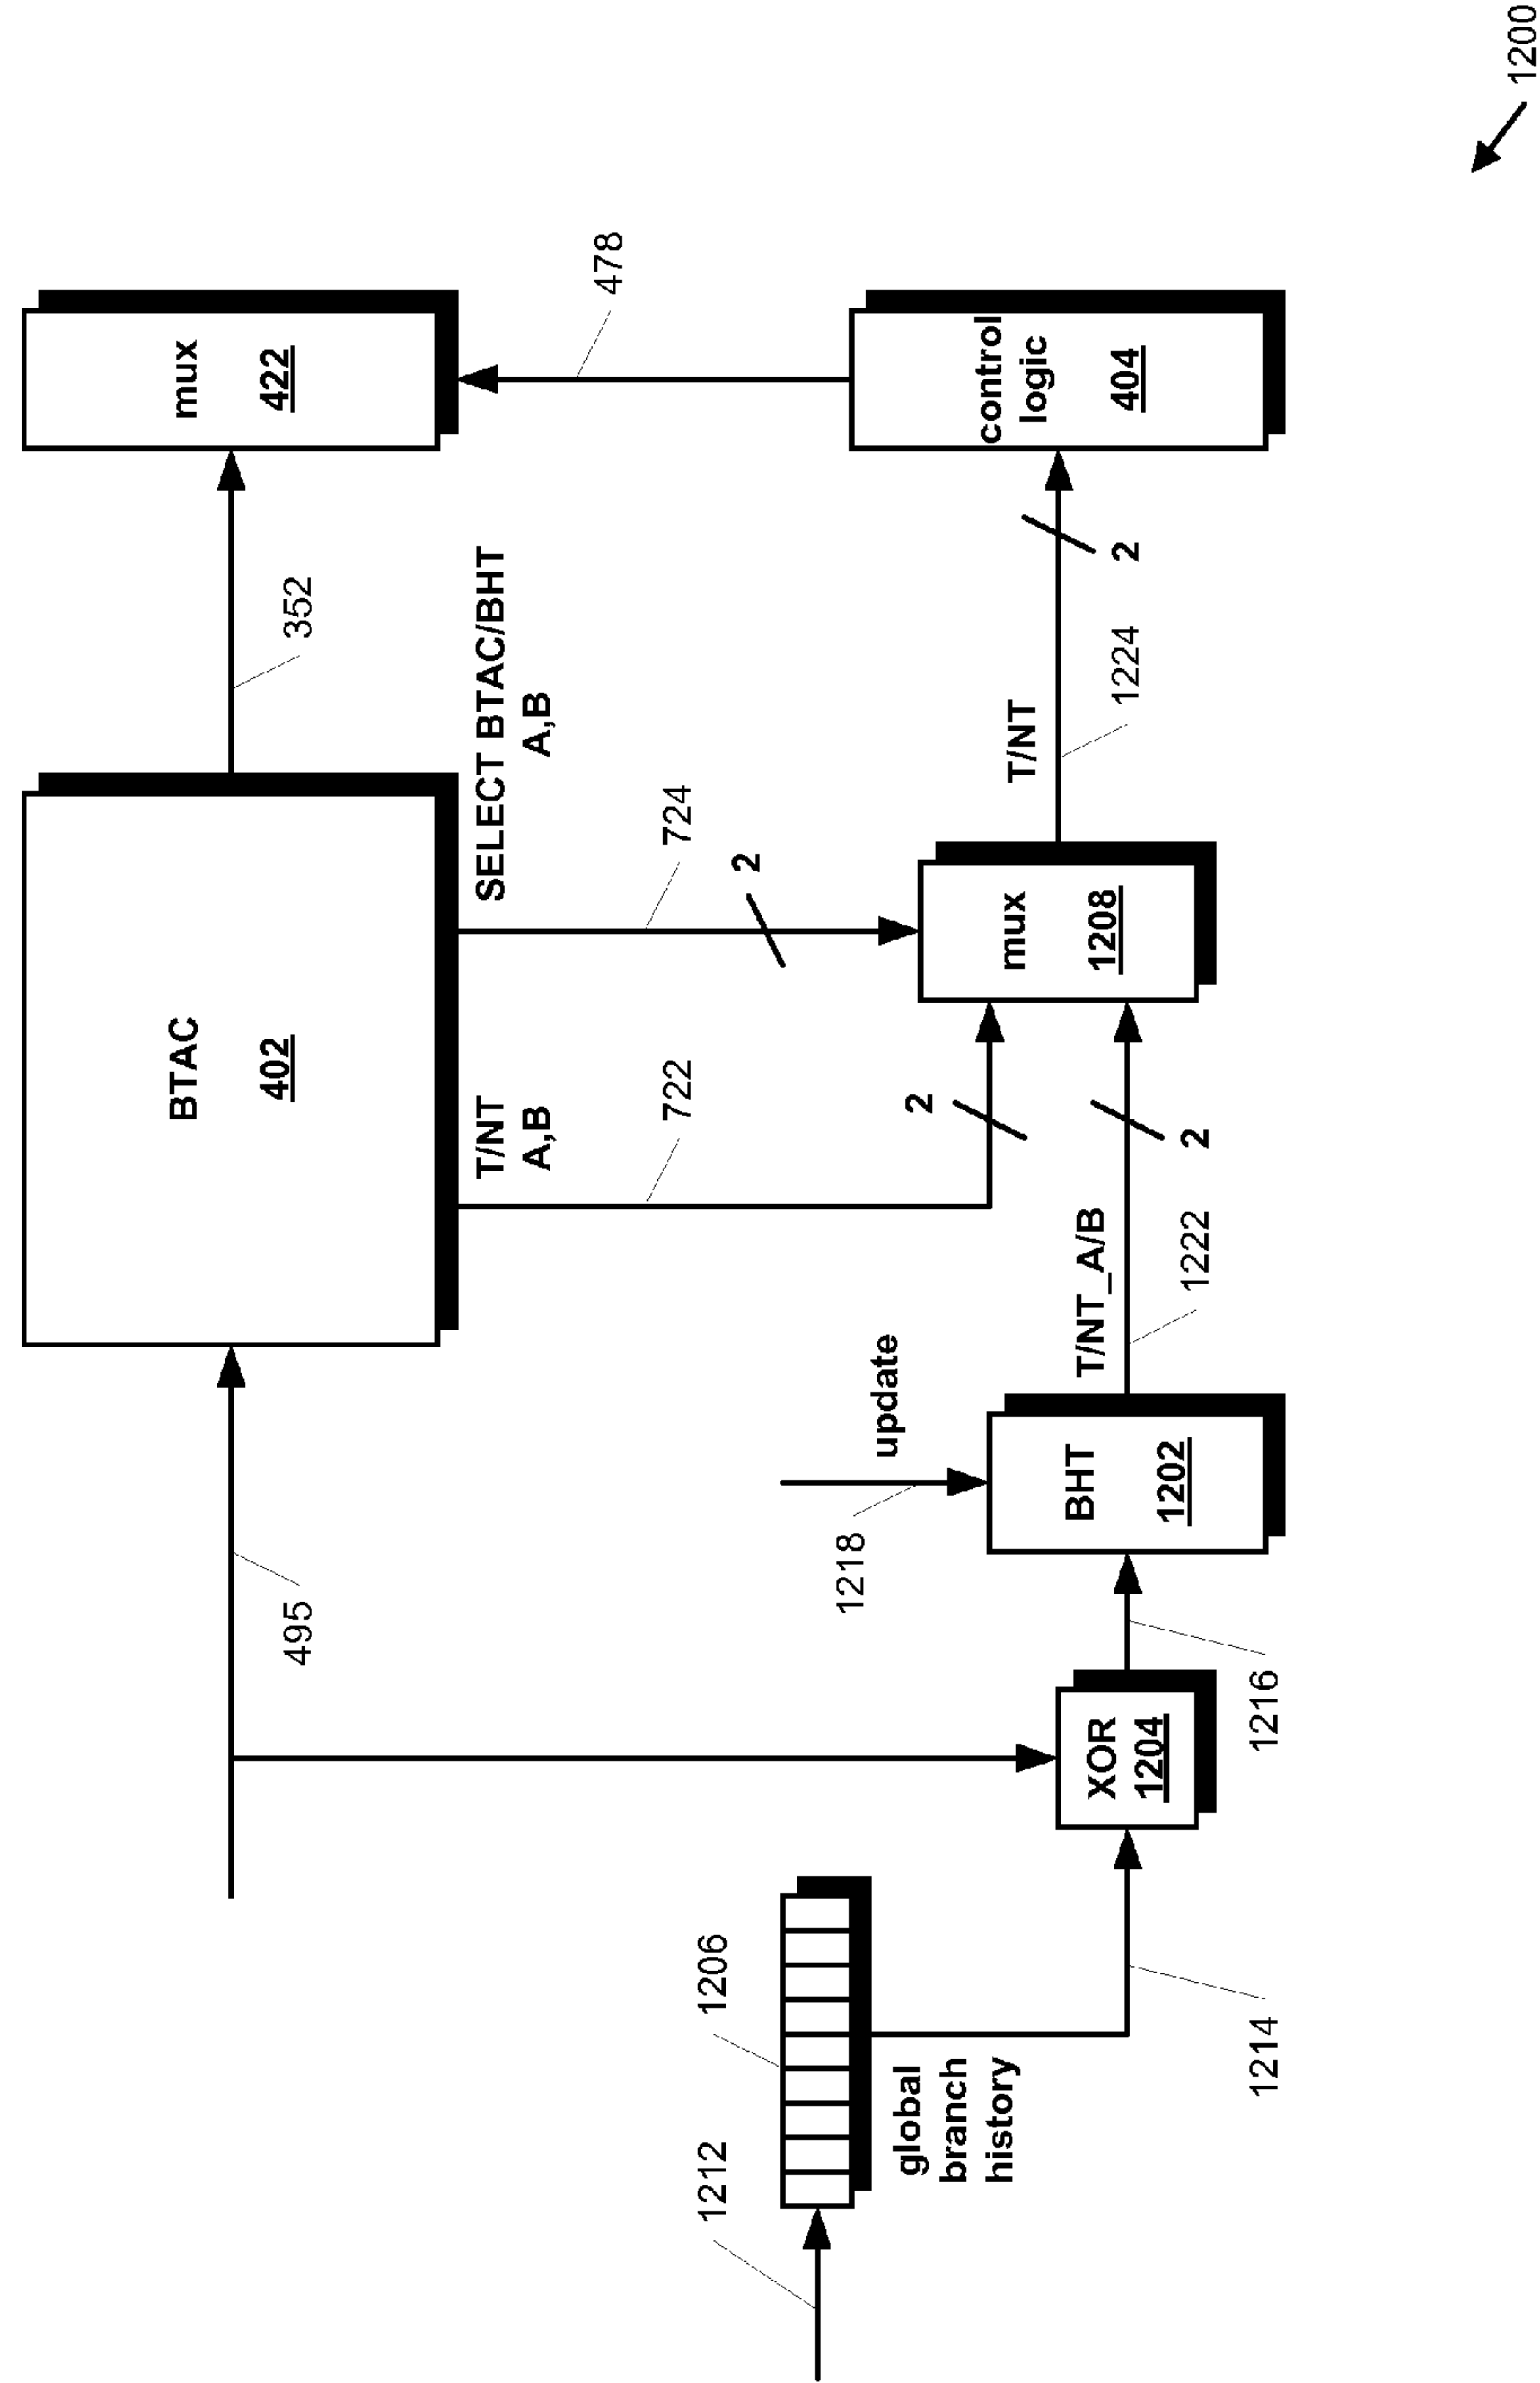 495
BTAC
402
352
mux
422
T/NT
A,B
722
SELECT BTAC/BHT
A,B
724
2
478
1212
1206
global
branch
history
1214
XOR
1204
1216
1218
update
BHT
1202
T/NT_A/B
1222
2
2
mux
1208
T/NT
1224
2
control
logic
404
1200